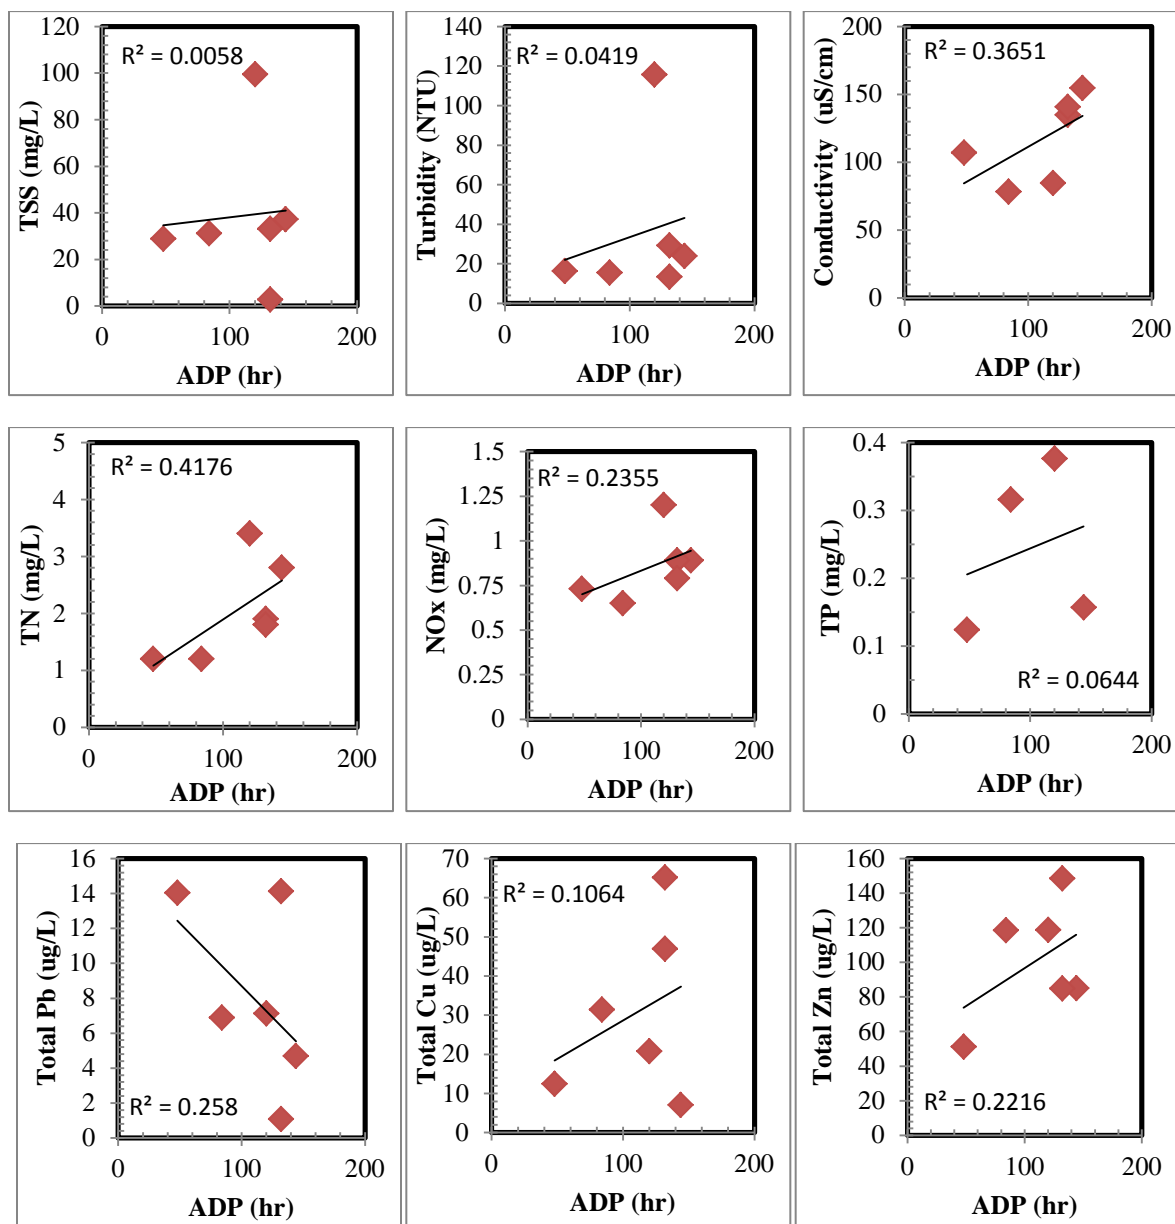 R² = 0.0058
TSS (mg/L)
120
100
80
60
40
20
0
0 100 200
ADP (hr)
R² = 0.0419
Turbidity (NTU)
140
120
100
80
60
40
20
0
0 100 200
ADP (hr)
R² = 0.3651
Conductivity (uS/cm)
200
150
100
50
0
0 100 200
ADP (hr)
R² = 0.4176
TN (mg/L)
5
4
3
2
1
0
0 100 200
ADP (hr)
R² = 0.2355
NOx (mg/L)
1.5
1.25
1
0.75
0.5
0.25
0
0 100 200
ADP (hr)
TP (mg/L)
0.4
0.3
0.2
0.1
0
R² = 0.0644
0 100 200
ADP (hr)
Total Pb (ug/L)
16
14
12
10
8
6
4
2
0
R² = 0.258
0 100 200
ADP (hr)
R² = 0.1064
Total Cu (ug/L)
70
60
50
40
30
20
10
0
0 100 200
ADP (hr)
Total Zn (ug/L)
160
140
120
100
80
60
40
20
0
R² = 0.2216
0 100 200
ADP (hr)